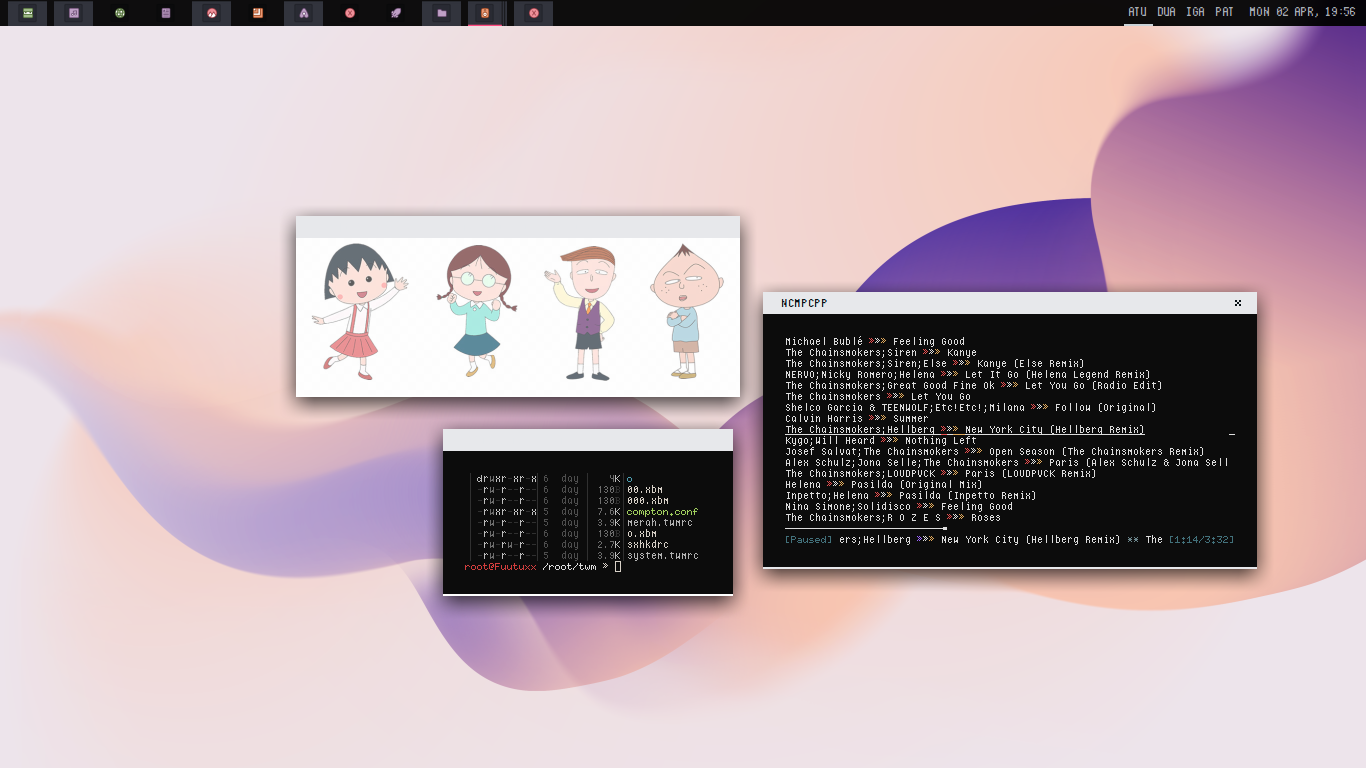 ATU DUA IGA PAT MON 02 APR, 19:56
NCMPCPP ×
Michael Bublé >>> Feeling Good
The Chainsmokers;Siren >>> Kanye
The Chainsmokers;Siren;Else >>> Kanye (Else Remix)
NERVO;Nicky Romero;Helena >>> Let It Go (Helena Legend Remix)
The Chainsmokers;Great Good Fine Ok >>> Let You Go (Radio Edit)
The Chainsmokers >>> Let You Go
Shelco Garcia & TEENWOLF;Etc!Etc!;Milana >>> Follow (Original)
Calvin Harris >>> Summer
The Chainsmokers;Hellberg >>> New York City (Hellberg Remix)
Kygo;Will Heard >>> Nothing Left
Josef Salvat;The Chainsmokers >>> Open Season (The Chainsmokers Remix)
Alex Schulz;Jona Selle;The Chainsmokers >>> Paris (Alex Schulz & Jona Sell
The Chainsmokers;LOUDPVCK >>> Paris (LOUDPVCK Remix)
Helena >>> Pasilda (Original Mix)
Inpetto;Helena >>> Pasilda (Inpetto Remix)
Nina Simone;Solidisco >>> Feeling Good
The Chainsmokers;R O Z E S >>> Roses
[Paused] ers;Hellberg >>> New York City (Hellberg Remix) ** The [1:14/3:32]
drwxr-xr-x 6 day 4K o
-rw-r--r-- 6 day 130B 00.xbm
-rw-r--r-- 6 day 130B 000.xbm
-rwxr-xr-x 5 day 7.6K compton.conf
-rw-r--r-- 5 day 3.9K merah.twmrc
-rw-r--r-- 6 day 130B o.xbm
-rw-rw-r-- 6 day 2.7K sxhkdrc
-rw-r--r-- 5 day 3.9K system.twmrc
root@Fuutuxx /root/twm »